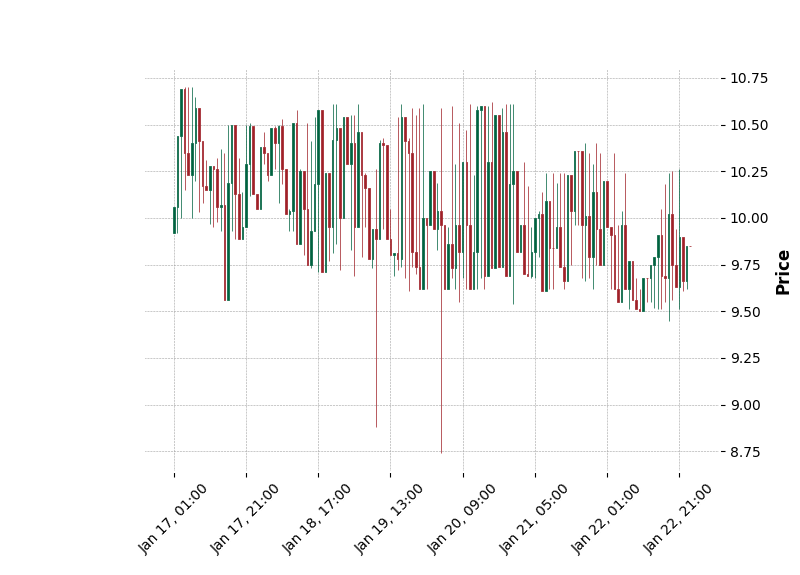 10.75
10.50
10.25
10.00
9.75
9.50
9.25
9.00
8.75
Price
Jan 17, 01:00
Jan 17, 21:00
Jan 18, 17:00
Jan 19, 13:00
Jan 20, 09:00
Jan 21, 05:00
Jan 22, 01:00
Jan 22, 21:00